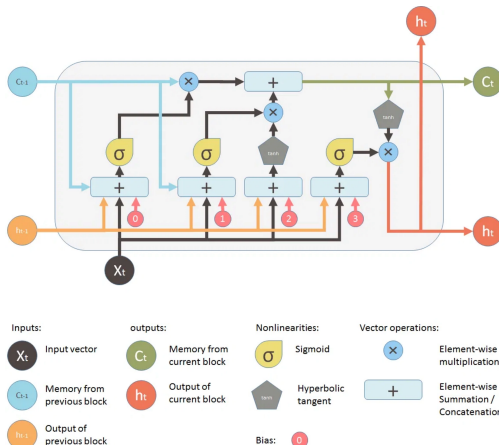 ht
Ct-1
×
+
Ct
tanh
×
σ
σ
tanh
σ
×
+
+
+
+
ht-1
0
1
2
3
ht
Xt
Inputs:
outputs:
Nonlinearities:
Vector operations:
Xt
Input vector
Ct
Memory from
current block
σ
Sigmoid
×
Element-wise
multiplication
Ct-1
Memory from
previous block
ht
Output of
current block
tanh
Hyperbolic
tangent
+
Element-wise
Summation /
Concatenation
ht-1
Output of
previous block
Bias:
0